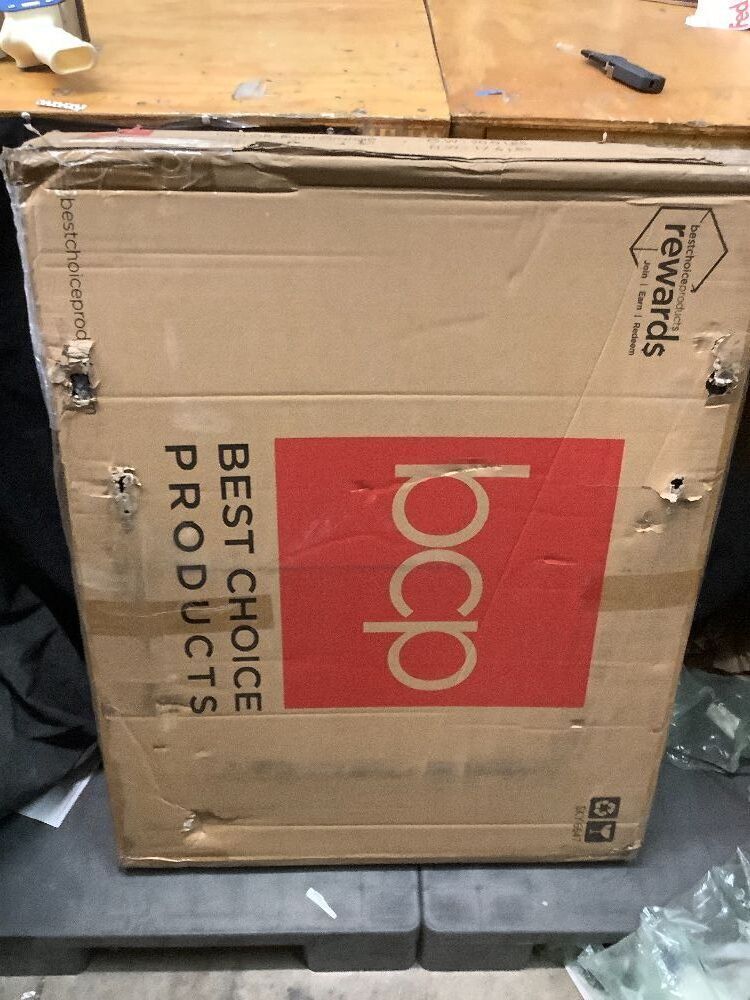 bestchoiceproducts
rewards
Join | Earn | Redeem
bestchoiceprod
bcp
BEST CHOICE
PRODUCTS